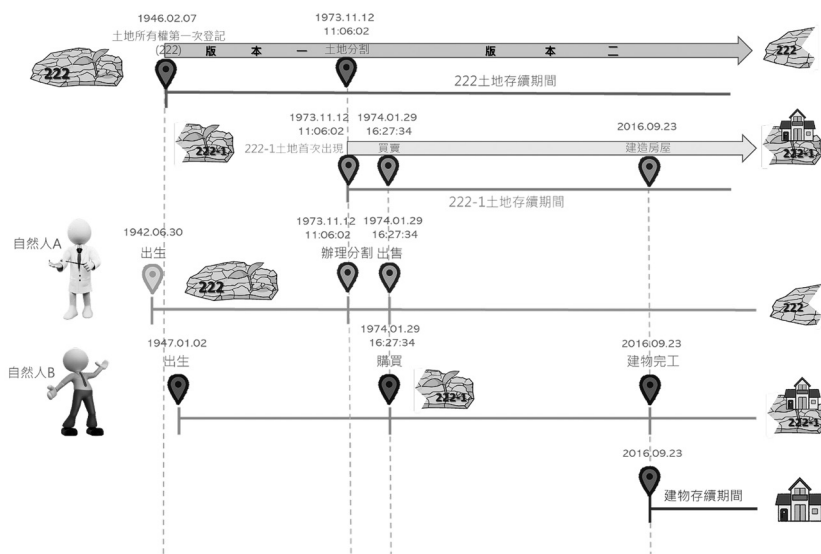 1946.02.07
土地所有權第一次登記
(222)
1973.11.12
11:06:02
土地分割
版本一
版本二
222
222
222土地存續期間
1973.11.12
11:06:02
1974.01.29
16:27:34
2016.09.23
222-1
222-1土地首次出現
買賣
建造房屋
222-1
222-1土地存續期間
自然人A
1942.06.30
出生
222
1973.11.12
11:06:02
辦理分割
1974.01.29
16:27:34
出售
222
自然人B
1947.01.02
出生
1974.01.29
16:27:34
購買
222-1
2016.09.23
建物完工
222-1
2016.09.23
建物存續期間